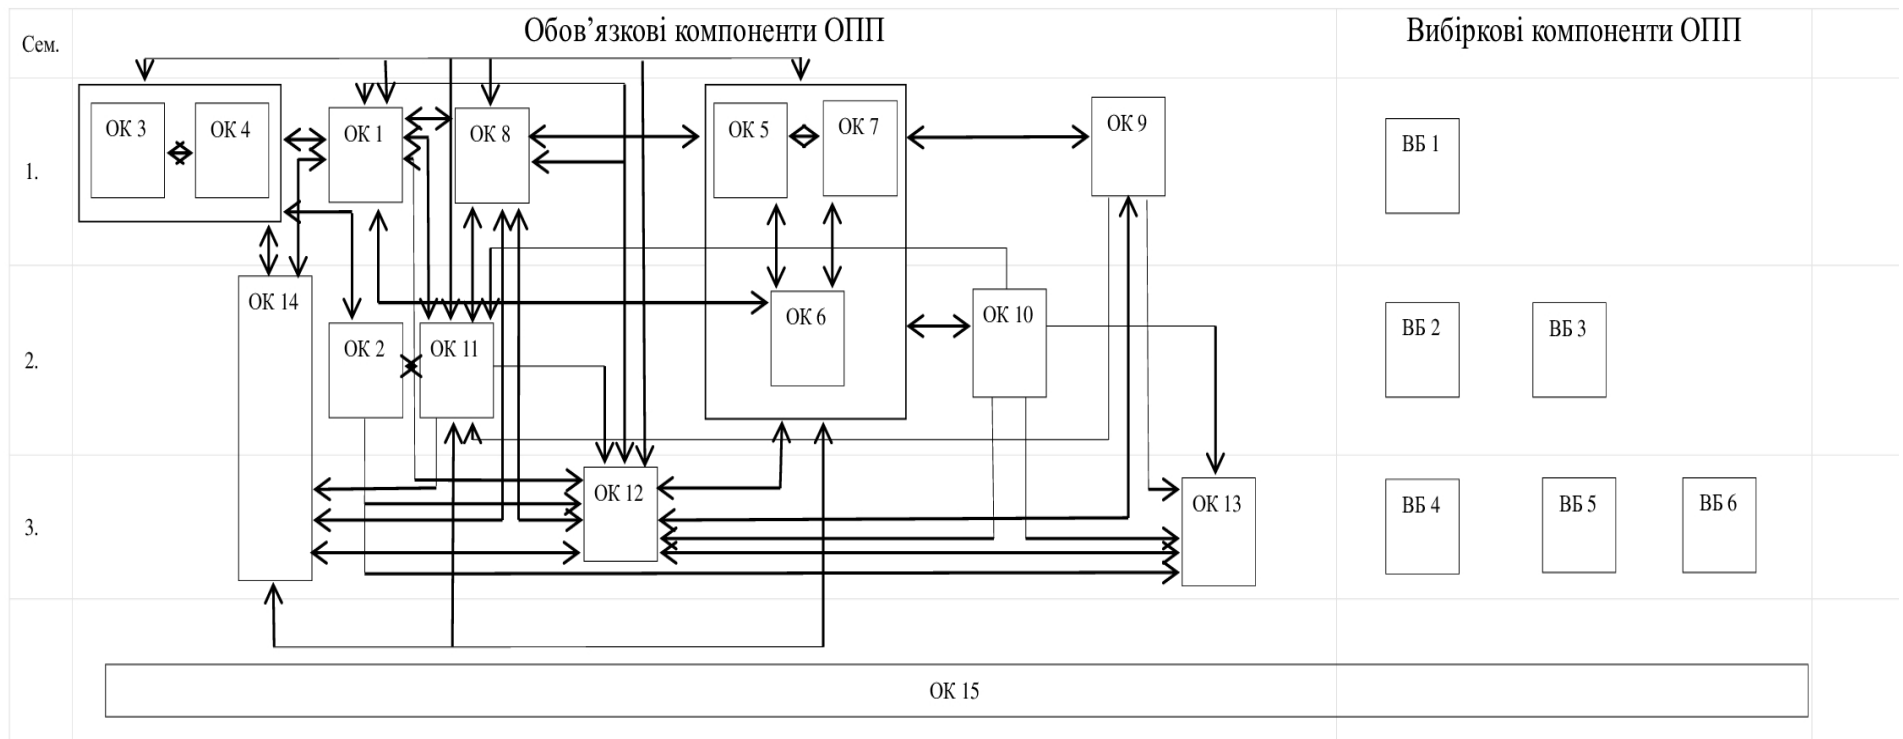 Обов’язкові компоненти ОПП
Вибіркові компоненти ОПП
Сем.
ОК 3
ОК 4
ОК 1
ОК 8
ОК 5
ОК 7
ОК 9
ВБ 1
1.
ОК 14
ОК 2
ОК 11
ОК 6
ОК 10
ВБ 2
ВБ 3
2.
ОК 12
ОК 13
ВБ 4
ВБ 5
ВБ 6
3.
ОК 15